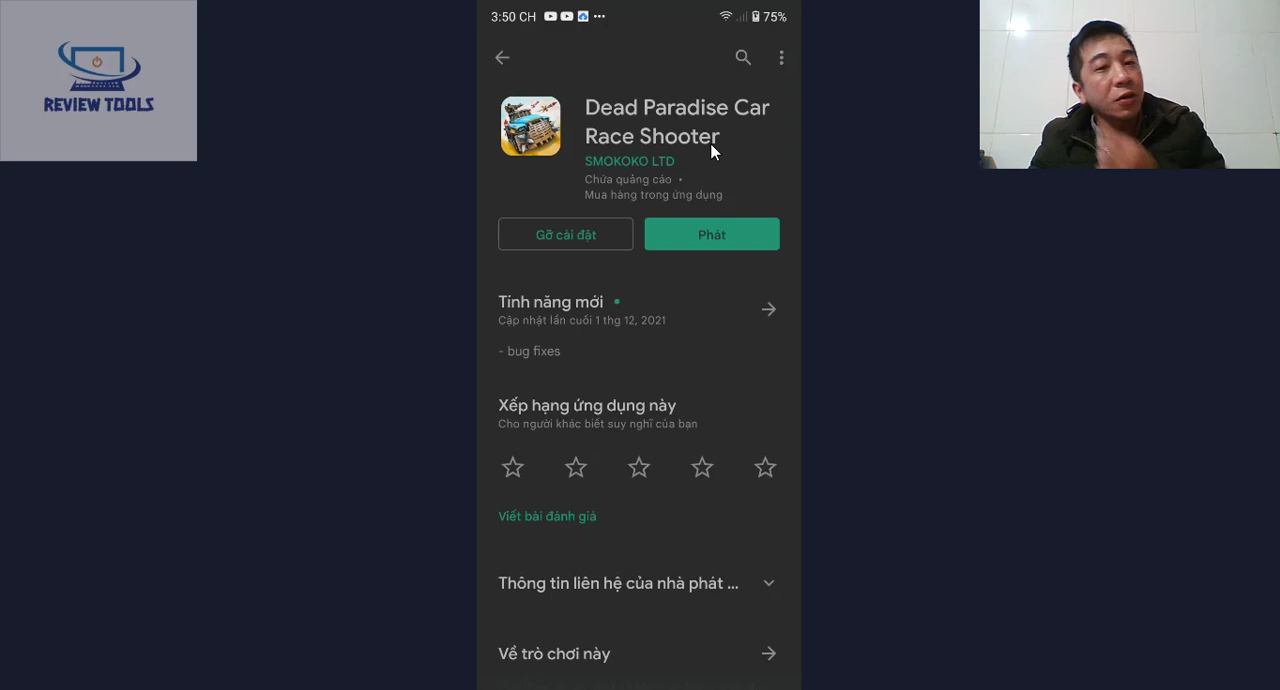 REVIEW TOOLS
3:50 CH
75%
Dead Paradise Car
Race Shooter
SMOKOKO LTD
Chứa quảng cáo •
Mua hàng trong ứng dụng
Gỡ cài đặt
Phát
Tính năng mới
Cập nhật lần cuối 1 thg 12, 2021
- bug fixes
Xếp hạng ứng dụng này
Cho người khác biết suy nghĩ của bạn
Viết bài đánh giá
Thông tin liên hệ của nhà phát ...
Về trò chơi này